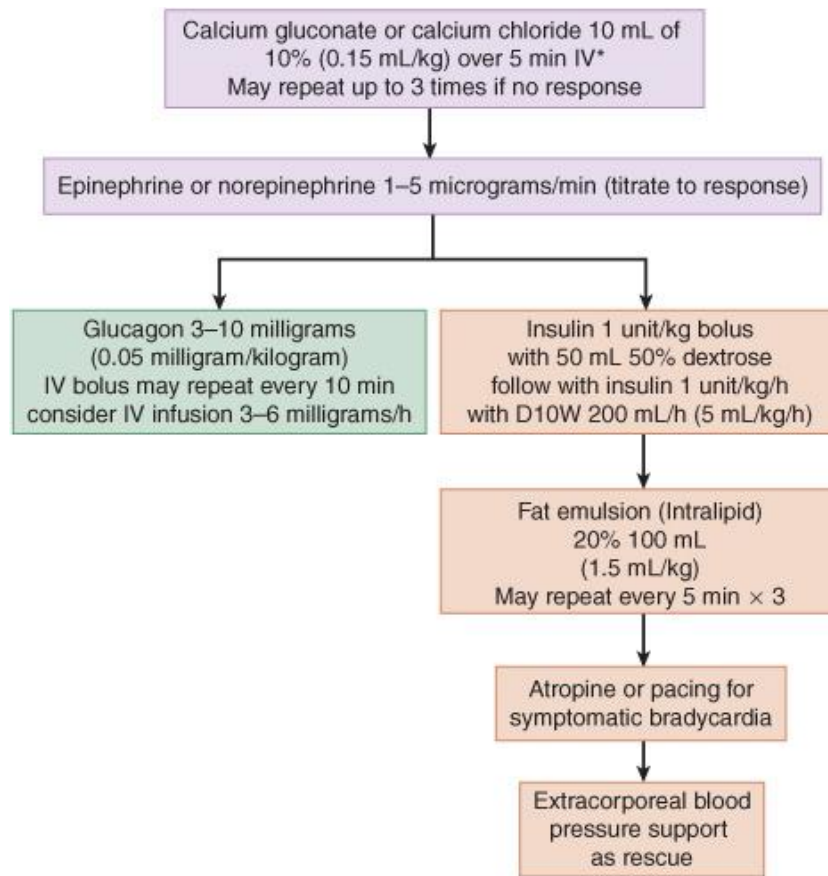 Calcium gluconate or calcium chloride 10 mL of
10% (0.15 mL/kg) over 5 min IV*
May repeat up to 3 times if no response
Epinephrine or norepinephrine 1–5 micrograms/min (titrate to response)
Glucagon 3–10 milligrams
(0.05 milligram/kilogram)
IV bolus may repeat every 10 min
consider IV infusion 3–6 milligrams/h
Insulin 1 unit/kg bolus
with 50 mL 50% dextrose
follow with insulin 1 unit/kg/h
with D10W 200 mL/h (5 mL/kg/h)
Fat emulsion (Intralipid)
20% 100 mL
(1.5 mL/kg)
May repeat every 5 min × 3
Atropine or pacing for
symptomatic bradycardia
Extracorporeal blood
pressure support
as rescue